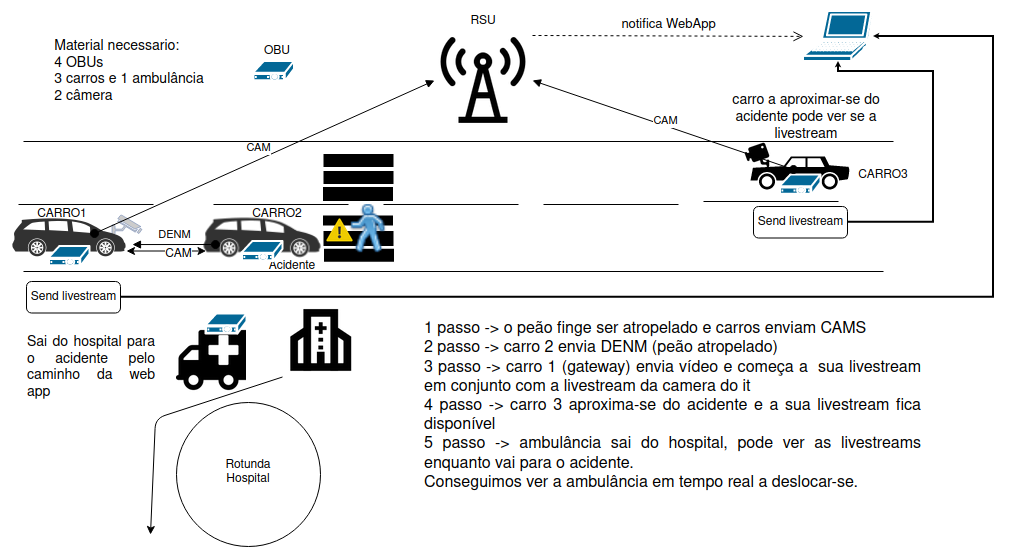 RSU
notifica WebApp
Material necessario:
4 OBUs
3 carros e 1 ambulância
2 câmera
OBU
carro a aproximar-se do
acidente pode ver se a
livestream
CAM
CAM
CARRO3
CARRO1
CARRO2
Send livestream
DENM
CAM
Acidente
Send livestream
Sai do hospital para
o acidente pelo
caminho da web
app
1 passo -> o peão finge ser atropelado e carros enviam CAMS
2 passo -> carro 2 envia DENM (peão atropelado)
3 passo -> carro 1 (gateway) envia vídeo e começa a sua livestream
em conjunto com a livestream da camera do it
4 passo -> carro 3 aproxima-se do acidente e a sua livestream fica
disponível
5 passo -> ambulância sai do hospital, pode ver as livestreams
enquanto vai para o acidente.
Conseguimos ver a ambulância em tempo real a deslocar-se.
Rotunda
Hospital